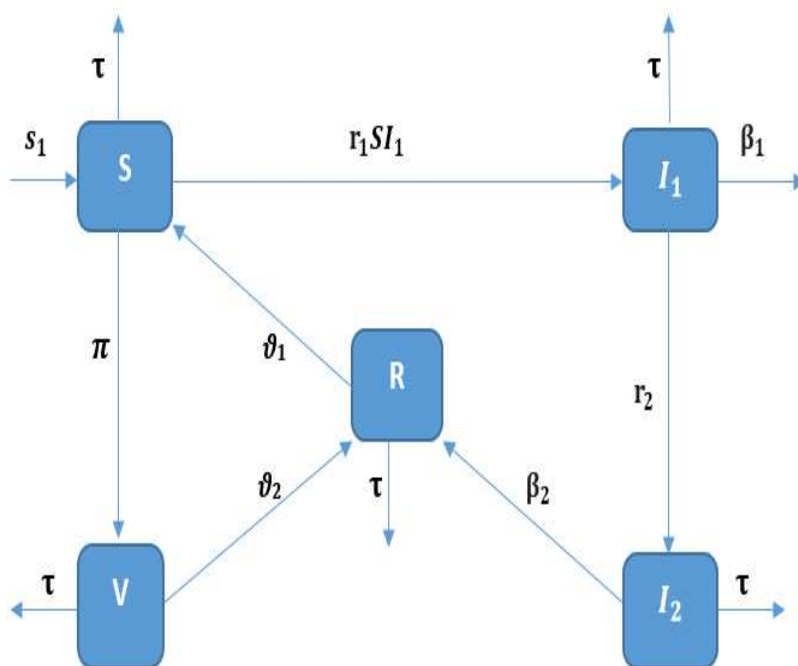 τ
τ
s₁
S
r₁SI₁
I₁
β₁
π
ϑ₁
R
r₂
ϑ₂
τ
β₂
τ
V
I₂
τ